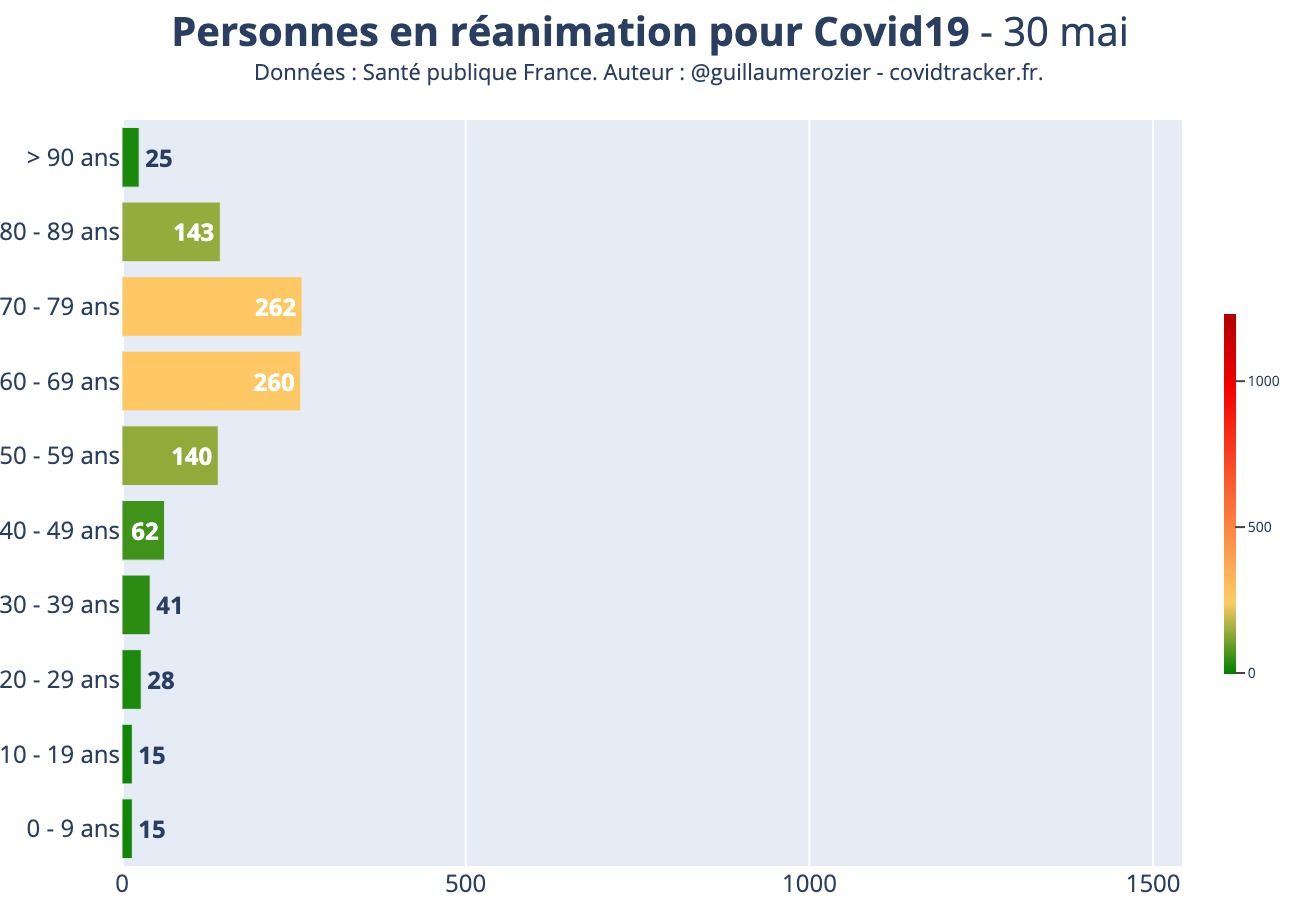 Personnes en réanimation pour Covid19 - 30 mai
Données : Santé publique France. Auteur : @guillaumerozier - covidtracker.fr.
> 90 ans 25
80 - 89 ans 143
70 - 79 ans 262
60 - 69 ans 260
50 - 59 ans 140
40 - 49 ans 62
30 - 39 ans 41
20 - 29 ans 28
10 - 19 ans 15
0 - 9 ans 15
0 500 1000 1500
1000
500
0